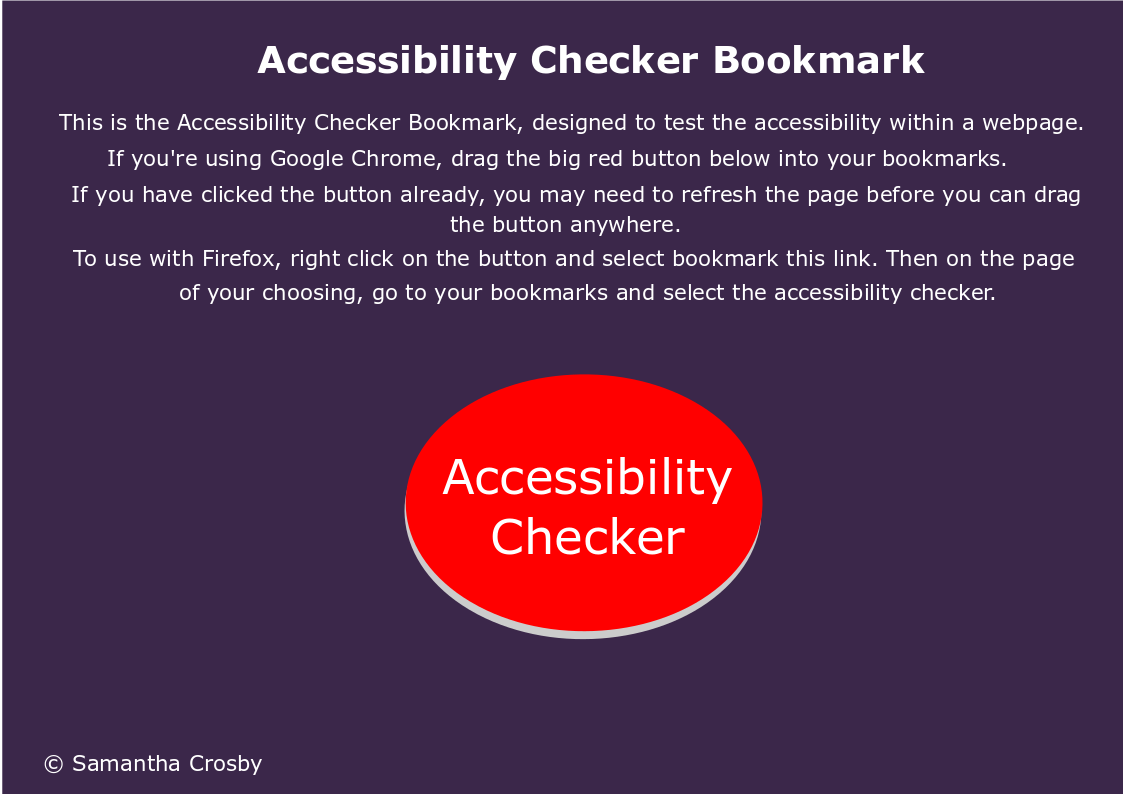 Accessibility Checker Bookmark
This is the Accessibility Checker Bookmark, designed to test the accessibility within a webpage.
If you're using Google Chrome, drag the big red button below into your bookmarks.
If you have clicked the button already, you may need to refresh the page before you can drag
the button anywhere.
To use with Firefox, right click on the button and select bookmark this link. Then on the page
of your choosing, go to your bookmarks and select the accessibility checker.
Accessibility
Checker
© Samantha Crosby